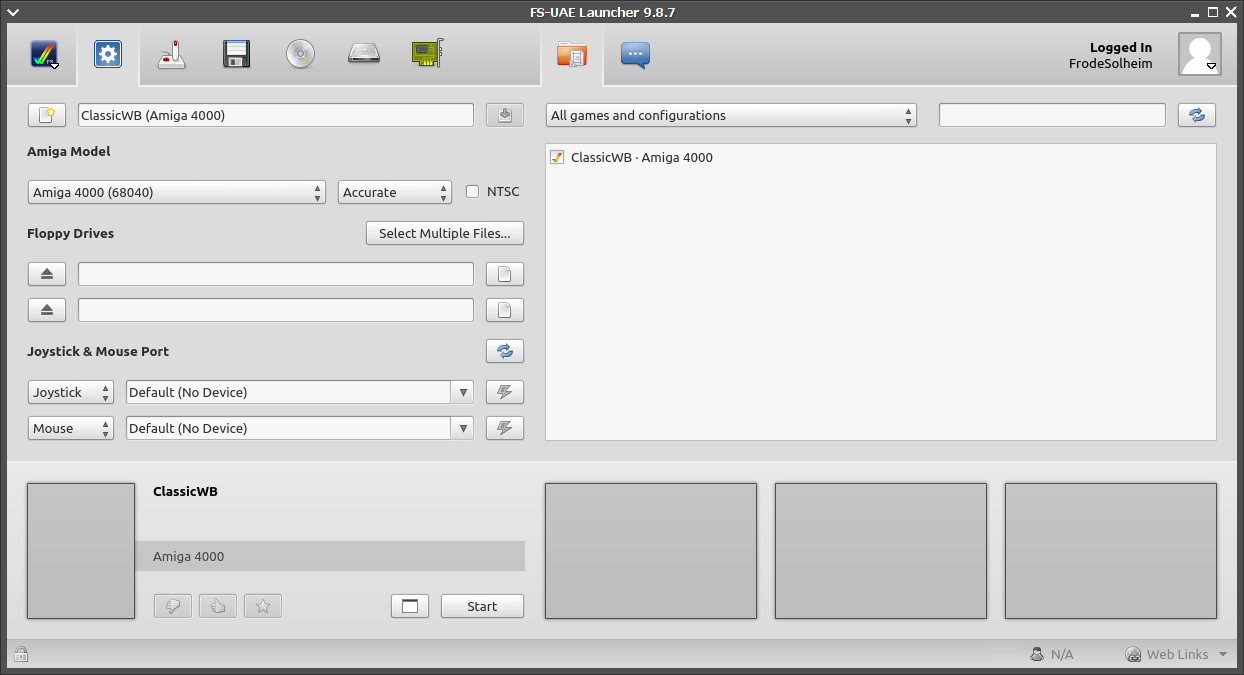 FS-UAE Launcher 9.8.7
Logged In
FrodeSolheim
ClassicWB (Amiga 4000)
All games and configurations
Amiga Model
ClassicWB · Amiga 4000
Amiga 4000 (68040)
Accurate
NTSC
Floppy Drives
Select Multiple Files...
Joystick & Mouse Port
Joystick
Default (No Device)
Mouse
Default (No Device)
ClassicWB
Amiga 4000
Start
N/A
Web Links